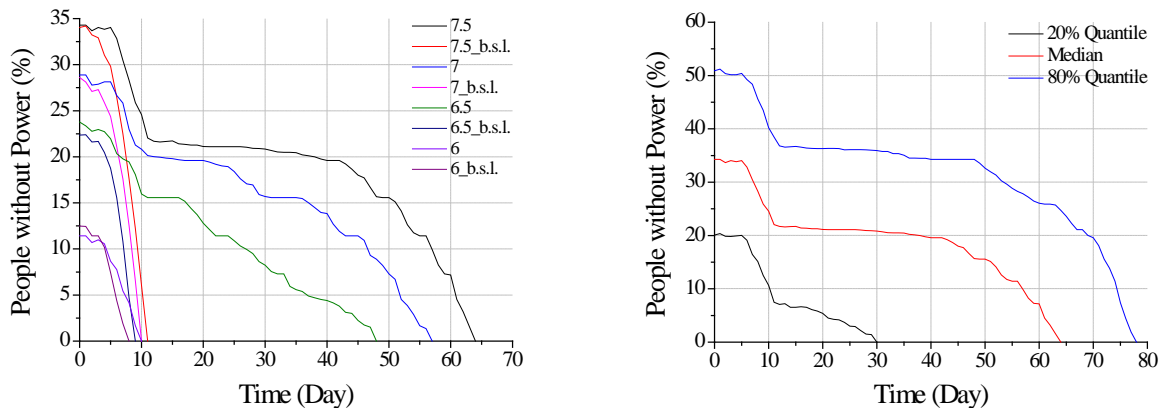 35
30
25
20
15
10
5
0
People without Power (%)
7.5
7.5_b.s.l.
7
7_b.s.l.
6.5
6.5_b.s.l.
6
6_b.s.l.
0 10 20 30 40 50 60 70
Time (Day)
60
50
40
30
20
10
0
People without Power (%)
20% Quantile
Median
80% Quantile
0 10 20 30 40 50 60 70 80
Time (Day)